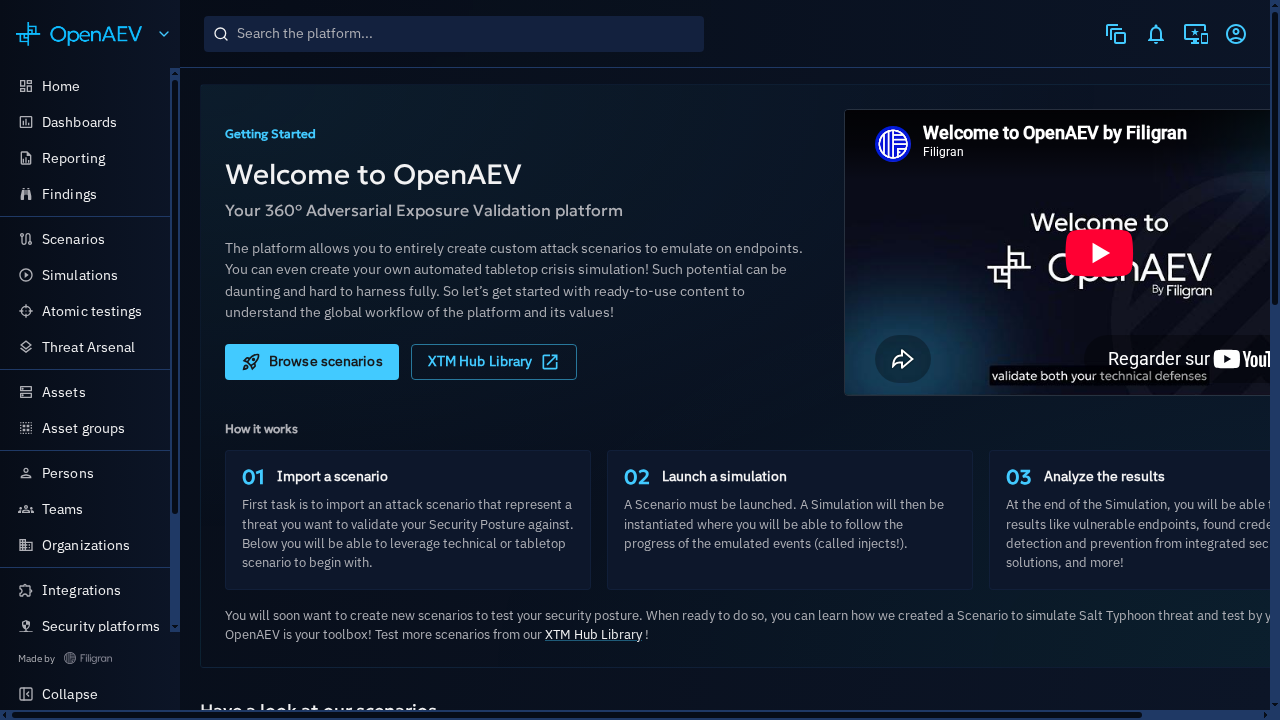 OpenAEV
Search the platform...
Home
Dashboards
Reporting
Findings
Scenarios
Simulations
Atomic testings
Threat Arsenal
Assets
Asset groups
Persons
Teams
Organizations
Integrations
Security platforms
Made by Filigran
Collapse
Getting Started
Welcome to OpenAEV
Your 360° Adversarial Exposure Validation platform
The platform allows you to entirely create custom attack scenarios to emulate on endpoints.
You can even create your own automated tabletop crisis simulation! Such potential can be
daunting and hard to harness fully. So let’s get started with ready-to-use content to
understand the global workflow of the platform and its values!
Browse scenarios
XTM Hub Library
Welcome to OpenAEV by Filigran
Filigran
Welcome to
OpenAEV
By Filigran
Regarder sur
validate both your technical defenses
How it works
01 Import a scenario
First task is to import an attack scenario that represent a
threat you want to validate your Security Posture against.
Below you will be able to leverage technical or tabletop
scenario to begin with.
02 Launch a simulation
A Scenario must be launched. A Simulation will then be
instantiated where you will be able to follow the
progress of the emulated events (called injects!).
03 Analyze the results
At the end of the Simulation, you will be able
results like vulnerable endpoints, found
detection and prevention from integrated
solutions, and more!
You will soon want to create new scenarios to test your security posture. When ready to do so, you can learn how we created a Scenario to simulate Salt Typhoon threat and test by
OpenAEV is your toolbox! Test more scenarios from our XTM Hub Library !
Have a look at our scenarios